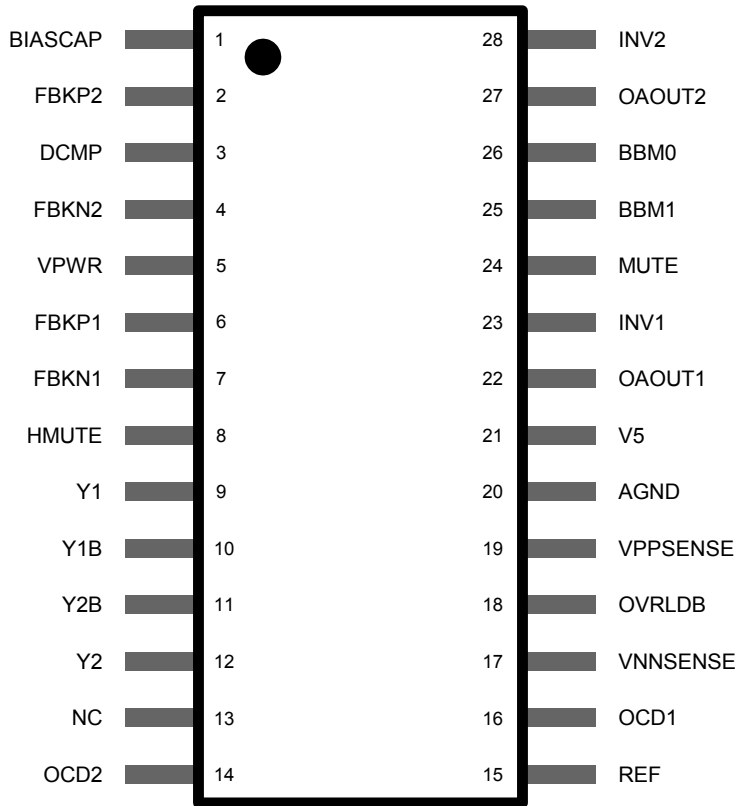 BIASCAP 1 28 INV2
FBKP2 2 27 OAOUT2
DCMP 3 26 BBM0
FBKN2 4 25 BBM1
VPWR 5 24 MUTE
FBKP1 6 23 INV1
FBKN1 7 22 OAOUT1
HMUTE 8 21 V5
Y1 9 20 AGND
Y1B 10 19 VPPSENSE
Y2B 11 18 OVRLDB
Y2 12 17 VNNSENSE
NC 13 16 OCD1
OCD2 14 15 REF